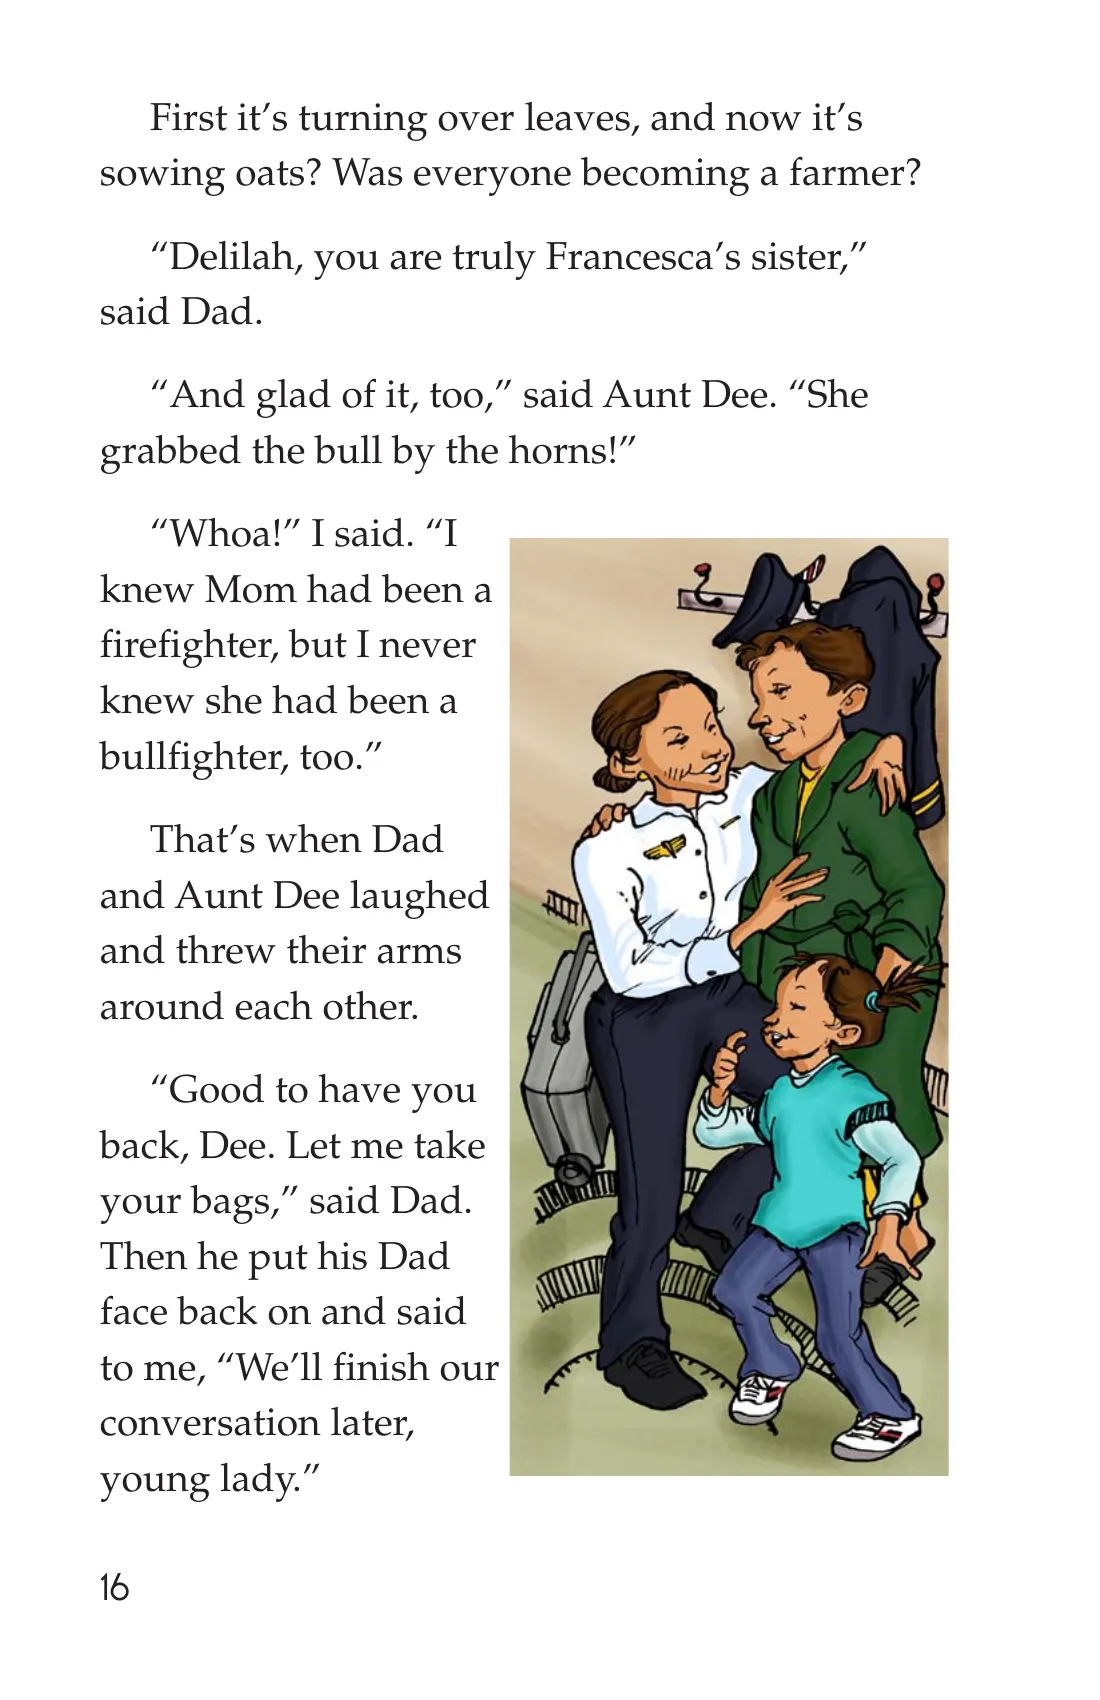 First it’s turning over leaves, and now it’s
sowing oats? Was everyone becoming a farmer?
“Delilah, you are truly Francesca’s sister,”
said Dad.
“And glad of it, too,” said Aunt Dee. “She
grabbed the bull by the horns!”
“Whoa!” I said. “I
knew Mom had been a
firefighter, but I never
knew she had been a
bullfighter, too.”
That’s when Dad
and Aunt Dee laughed
and threw their arms
around each other.
“Good to have you
back, Dee. Let me take
your bags,” said Dad.
Then he put his Dad
face back on and said
to me, “We’ll finish our
conversation later,
young lady.”
16